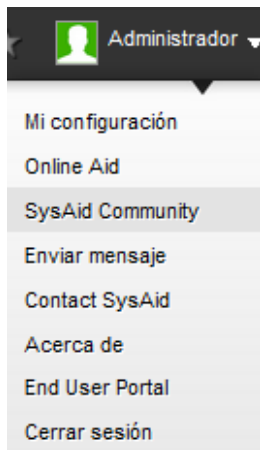 Administrador
Mi configuración
Online Aid
SysAid Community
Enviar mensaje
Contact SysAid
Acerca de
End User Portal
Cerrar sesión